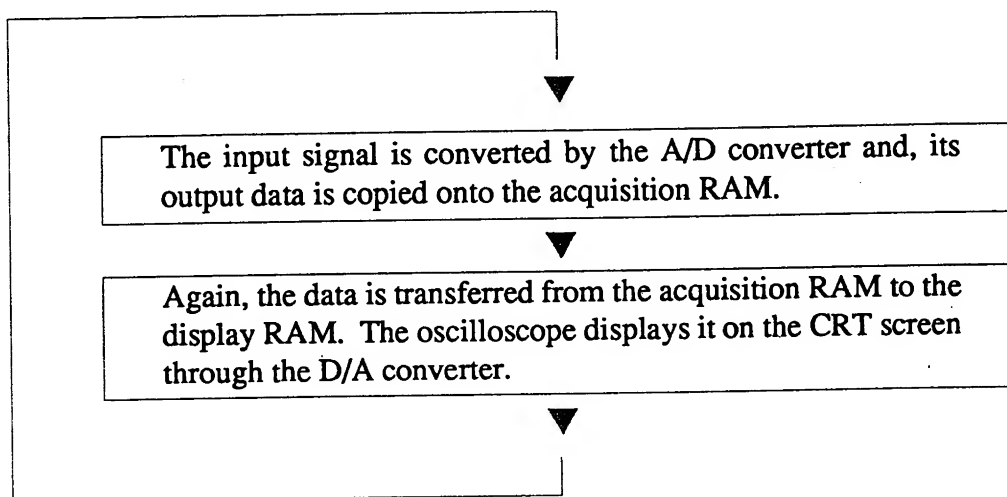 The input signal is converted by the A/D converter and, its
output data is copied onto the acquisition RAM.
Again, the data is transferred from the acquisition RAM to the
display RAM. The oscilloscope displays it on the CRT screen
through the D/A converter.